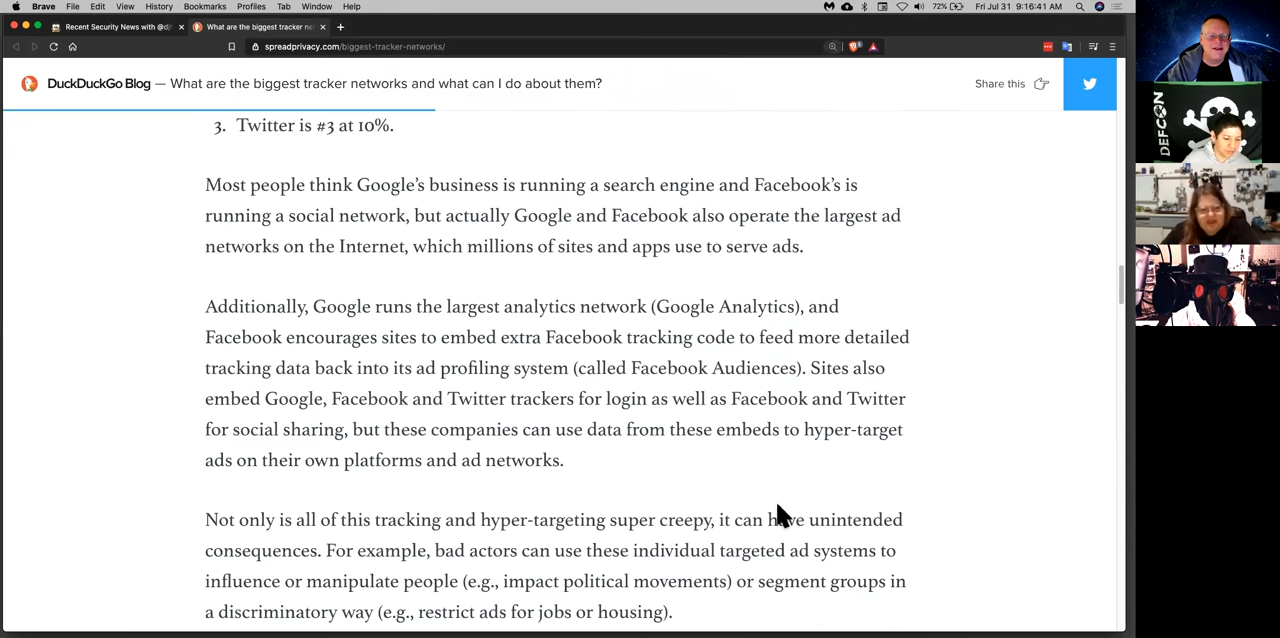 Brave File Edit View History Bookmarks Profiles Tab Window Help
72% Fri Jul 31 9:16:41 AM
Recent Security News with @dj
What are the biggest tracker ne
spreadprivacy.com/biggest-tracker-networks/
DuckDuckGo Blog — What are the biggest tracker networks and what can I do about them?
Share this
3. Twitter is #3 at 10%.
Most people think Google's business is running a search engine and Facebook's is
running a social network, but actually Google and Facebook also operate the largest ad
networks on the Internet, which millions of sites and apps use to serve ads.
Additionally, Google runs the largest analytics network (Google Analytics), and
Facebook encourages sites to embed extra Facebook tracking code to feed more detailed
tracking data back into its ad profiling system (called Facebook Audiences). Sites also
embed Google, Facebook and Twitter trackers for login as well as Facebook and Twitter
for social sharing, but these companies can use data from these embeds to hyper-target
ads on their own platforms and ad networks.
Not only is all of this tracking and hyper-targeting super creepy, it can have unintended
consequences. For example, bad actors can use these individual targeted ad systems to
influence or manipulate people (e.g., impact political movements) or segment groups in
a discriminatory way (e.g., restrict ads for jobs or housing).
DEFCON